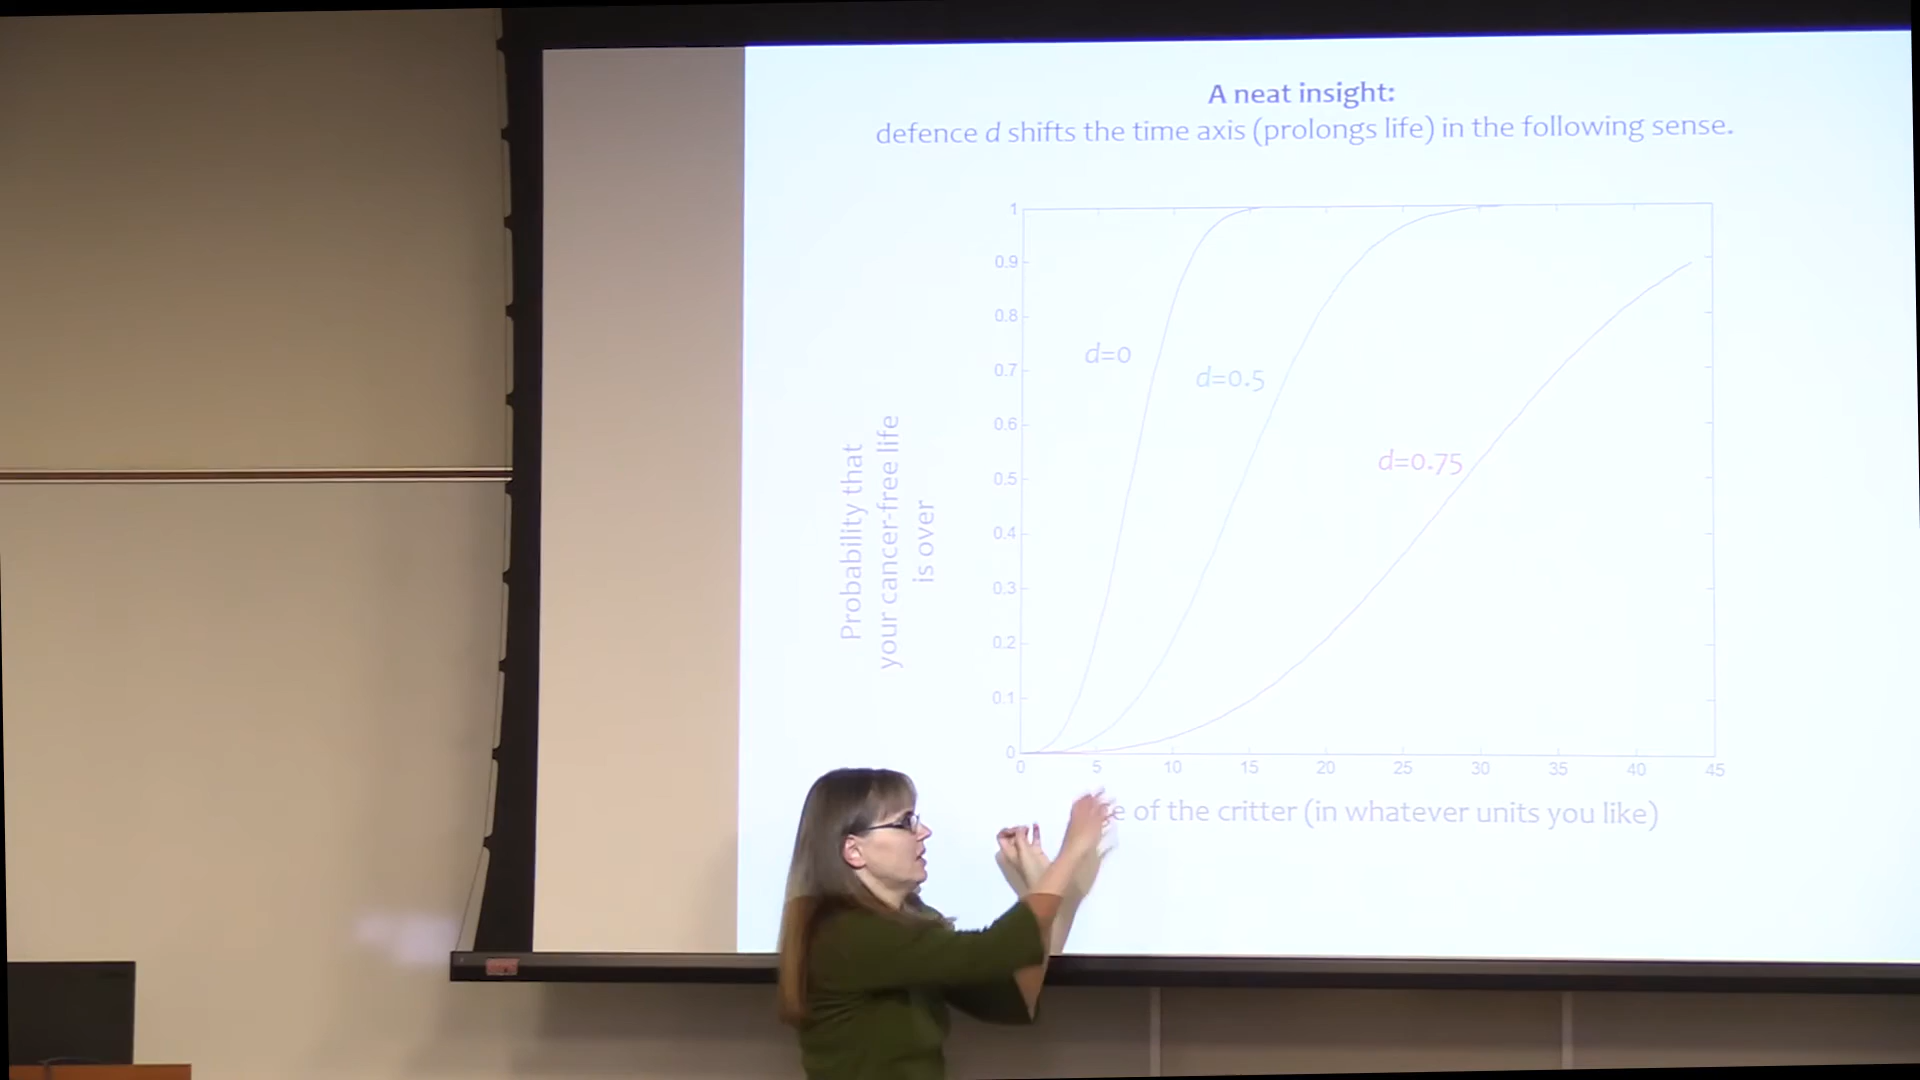 A neat insight:
defence d shifts the time axis (prolongs life) in the following sense.
1
0.9
0.8
0.7
0.6
0.5
0.4
0.3
0.2
0.1
0
d=0
d=0.5
d=0.75
Probability that
your cancer-free life
is over
0 5 10 15 20 25 30 35 40 45
of the critter (in whatever units you like)